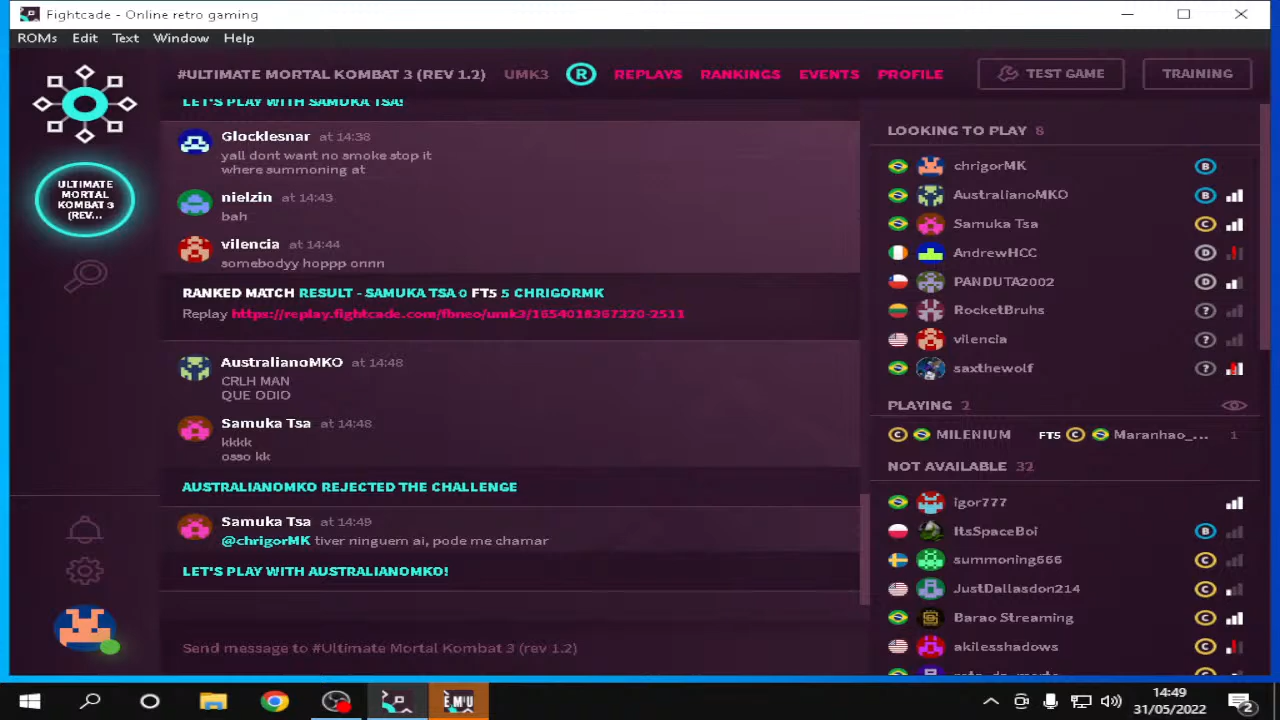 Fightcade - Online retro gaming
ROMs Edit Text Window Help
#ULTIMATE MORTAL KOMBAT 3 (REV 1.2) UMK3 R REPLAYS RANKINGS EVENTS PROFILE TEST GAME TRAINING
ULTIMATE
MORTAL
KOMBAT 3
(REV...
LET'S PLAY WITH SAMUKA TSA!
Glocklesnar at 14:38
yall dont want no smoke stop it
where summoning at
nielzin at 14:43
bah
vilencia at 14:44
somebodyy hoppp onnn
RANKED MATCH RESULT - SAMUKA TSA 0 FT5 5 CHRIGORMK
Replay https://replay.fightcade.com/fbneo/umk3/1654018367320-2511
AustralianoMKO at 14:48
CRLH MAN
QUE ODIO
Samuka Tsa at 14:48
kkkk
osso kk
AUSTRALIANOMKO REJECTED THE CHALLENGE
Samuka Tsa at 14:49
@chrigorMK tiver ninguem ai, pode me chamar
LET'S PLAY WITH AUSTRALIANOMKO!
Send message to #Ultimate Mortal Kombat 3 (rev 1.2)
LOOKING TO PLAY 8
chrigorMK B
AustralianoMKO B
Samuka Tsa C
AndrewHCC D
PANDUTA2002 D
RocketBruhs ?
vilencia ?
saxthewolf ?
PLAYING 2
C MILENIUM FT5 C Maranhao_... 1
NOT AVAILABLE 32
igor777
ItsSpaceBoi B
summoning666 C
JustDallasdon214 C
Barao Streaming C
akilesshadows C
EMU
14:49
31/05/2022
2